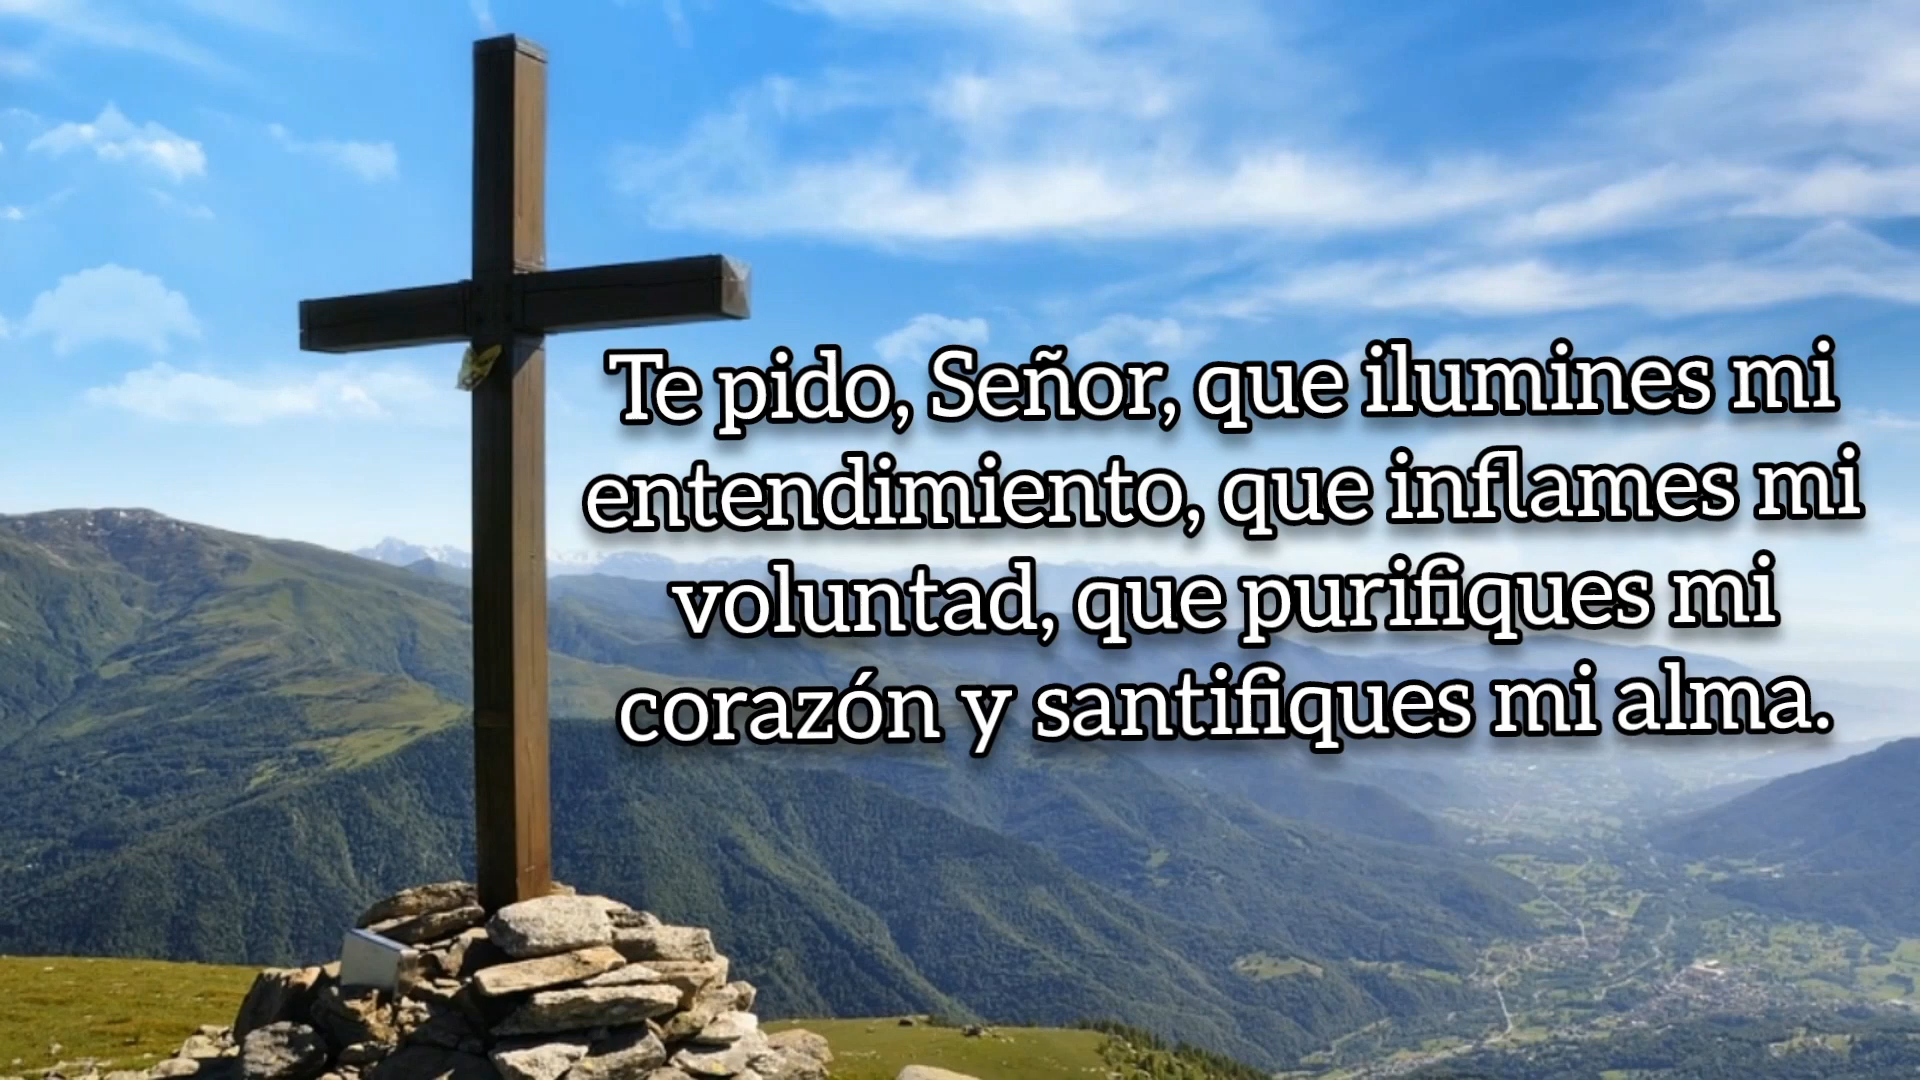 Te pido, Señor, que ilumines mi
entendimiento, que inflames mi
voluntad, que purifiques mi
corazón y santifiques mi alma.